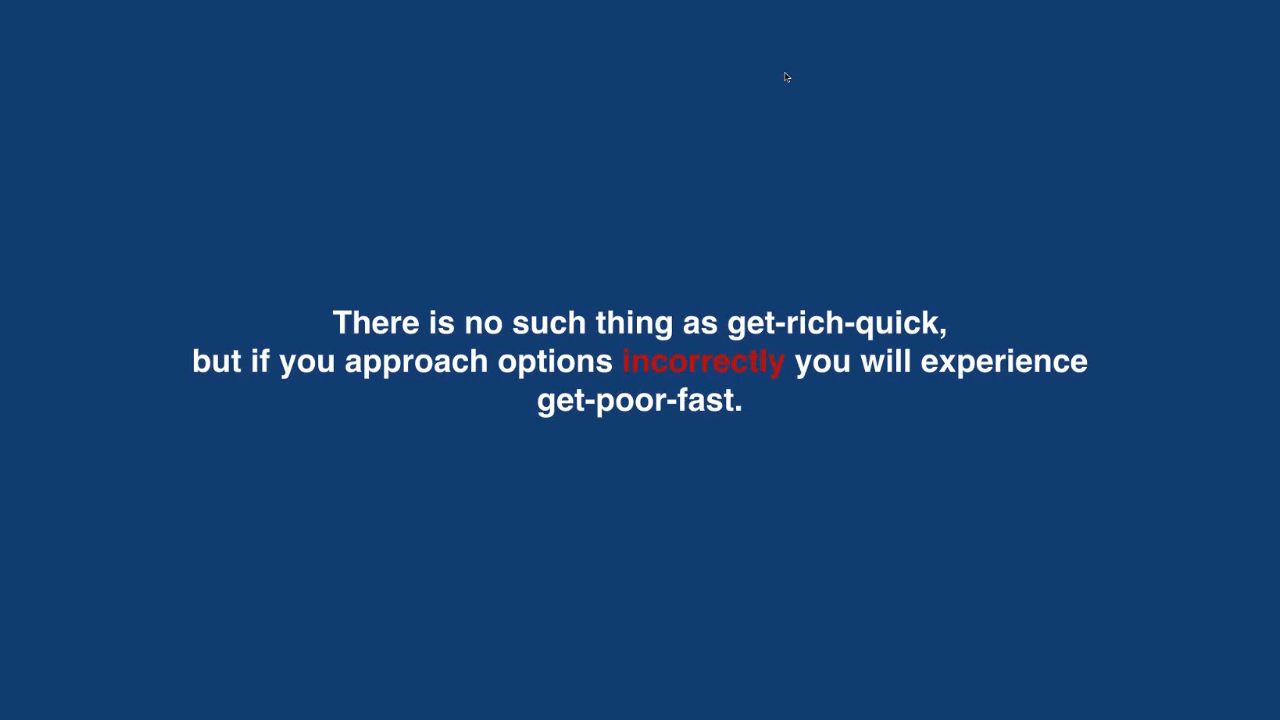 There is no such thing as get-rich-quick,
but if you approach options incorrectly you will experience
get-poor-fast.